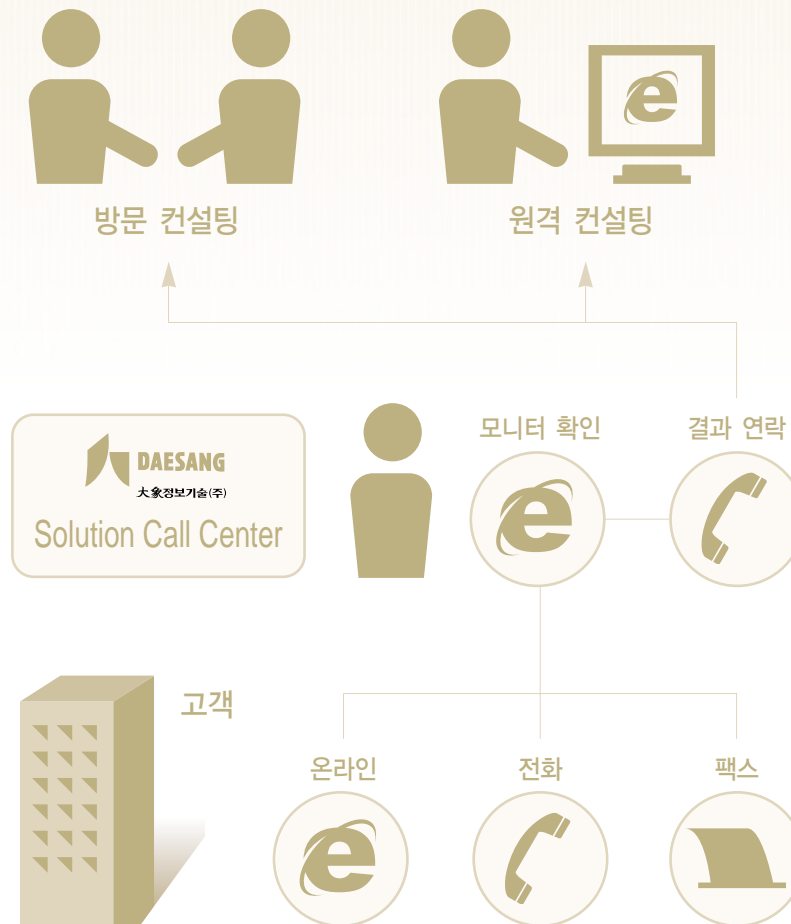 방문 컨설팅
원격 컨설팅
모니터 확인
결과 연락
DAESANG
大象정보기술(주)
Solution Call Center
고객
온라인
전화
팩스